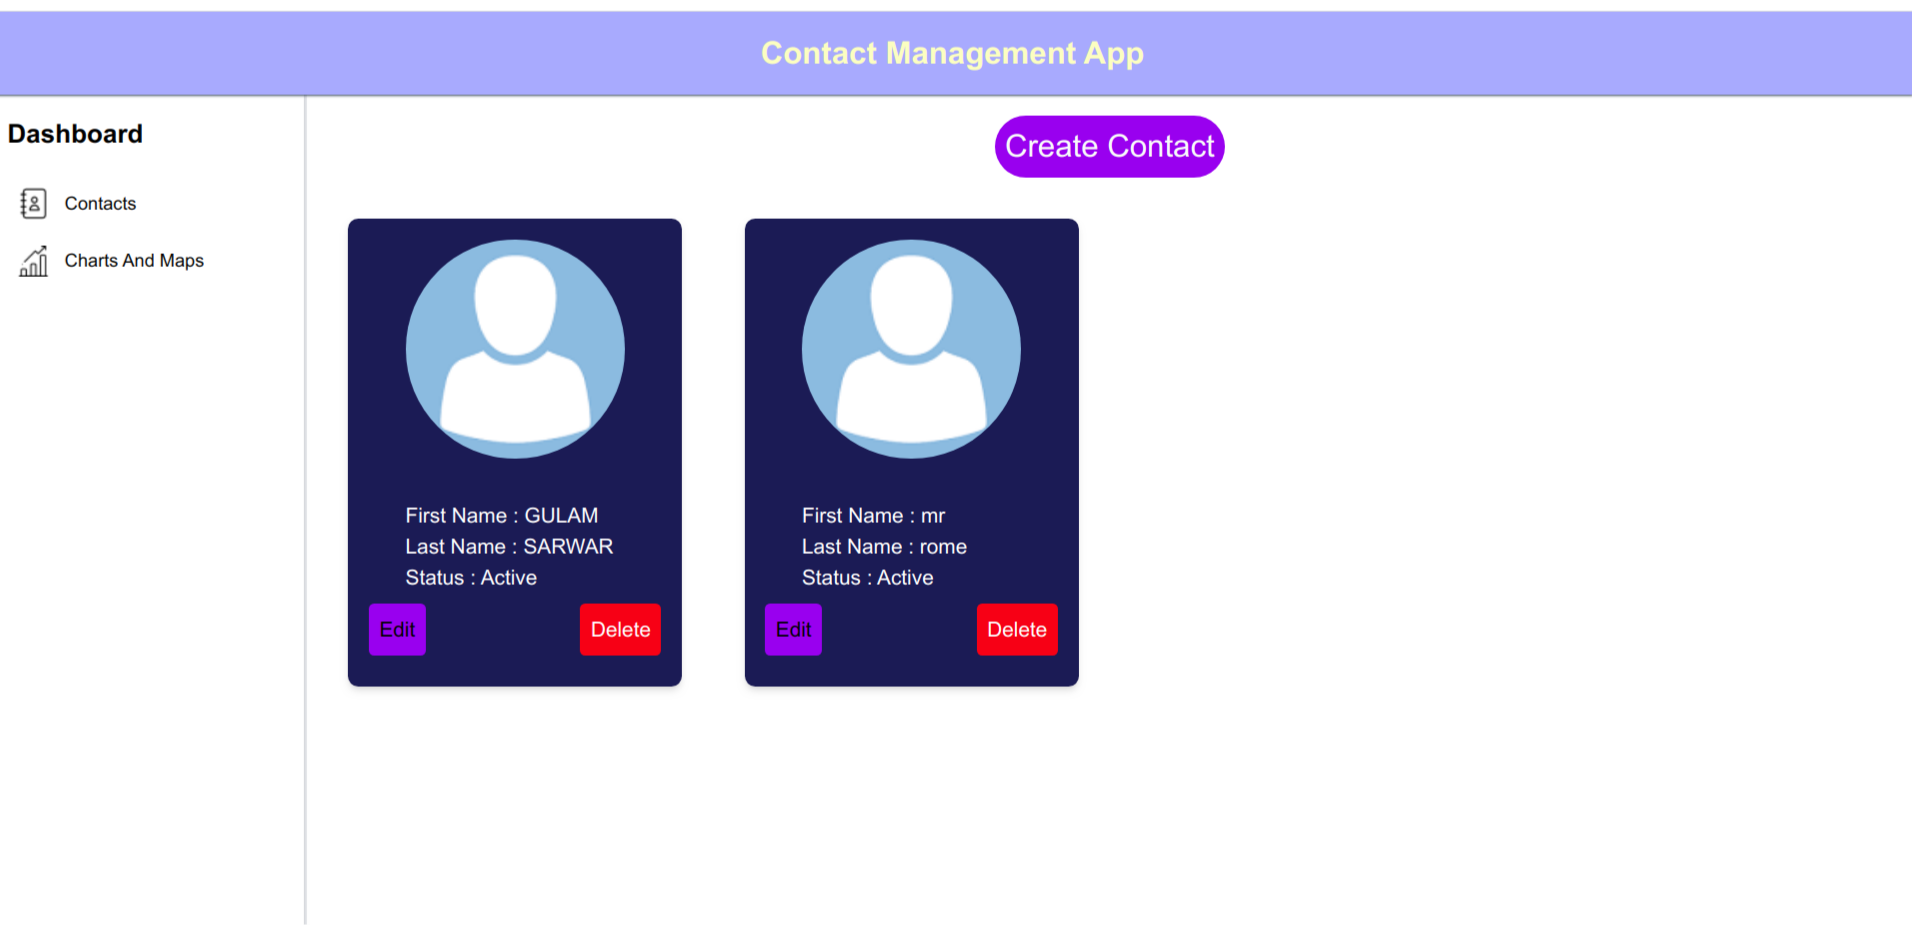 Contact Management App
Dashboard
Contacts
Charts And Maps
Create Contact
First Name : GULAM
Last Name : SARWAR
Status : Active
Edit
Delete
First Name : mr
Last Name : rome
Status : Active
Edit
Delete